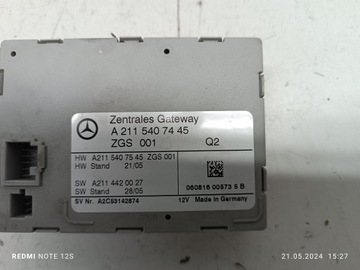 Zentrales Gateway
A 211 540 74 45
ZGS 001 Q2
HW A211 540 75 45 ZGS 001
HW Stand 21/05
SW A211 442 00 27
SW Stand 28/05
060816 00573 6 B
SV Nr. A2C53142874 12V Made in Germany
REDMI NOTE 12S 21.05.2024 15:27